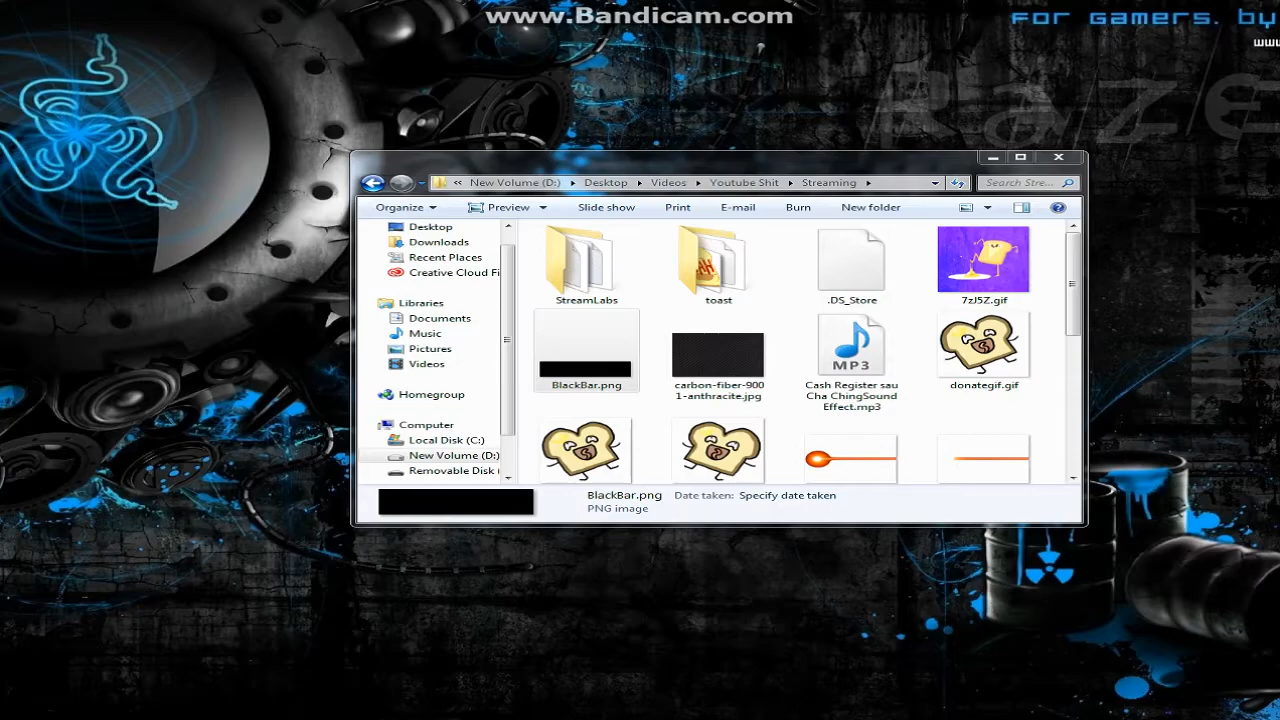 www.Bandicam.com
FOR GAMERS. BY
www
Raze
« New Volume (D:) Desktop Videos Youtube Shit Streaming
Search Stre...
Organize Preview Slide show Print E-mail Burn New folder
Desktop
Downloads
Recent Places
Creative Cloud Fi
Libraries
Documents
Music
Pictures
Videos
Homegroup
Computer
Local Disk (C:)
New Volume (D:)
Removable Disk
StreamLabs
toast
.DS_Store
7zJ5Z.gif
BlackBar.png
carbon-fiber-900
1-anthracite.jpg
MP3
Cash Register sau
Cha ChingSound
Effect.mp3
donategif.gif
BlackBar.png Date taken: Specify date taken
PNG image